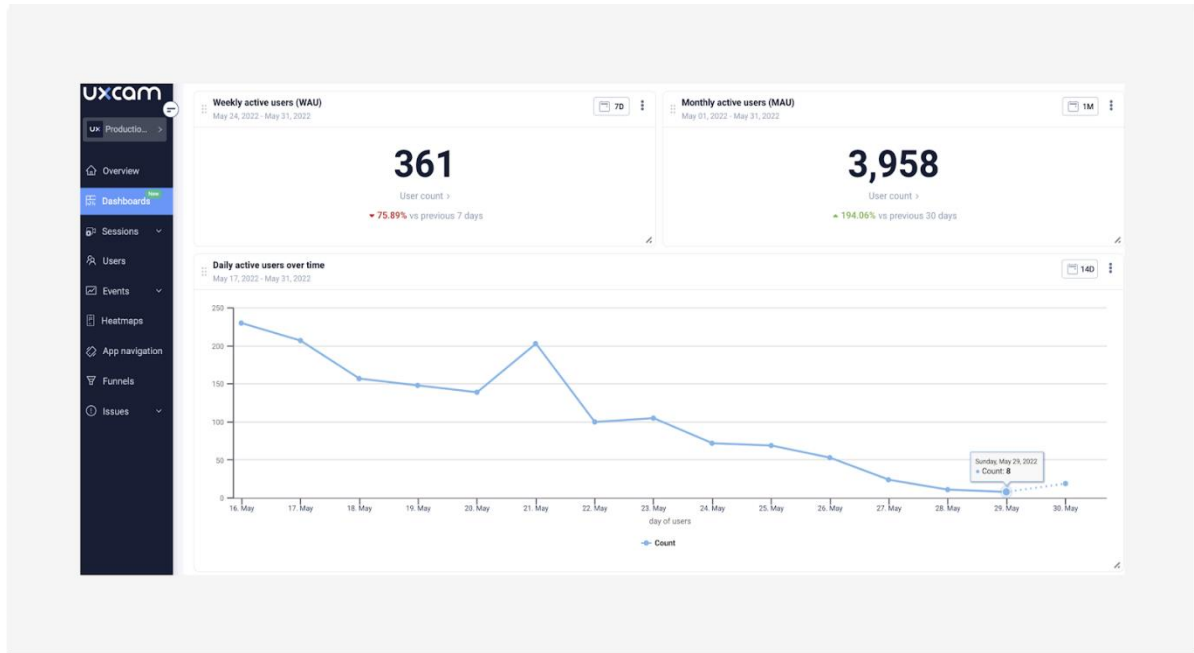 uxcam
UX Productio... >
Overview
Dashboards New
Sessions
Users
Events
Heatmaps
App navigation
Funnels
Issues
Weekly active users (WAU)
May 24, 2022 - May 31, 2022
7D
361
User count >
75.89% vs previous 7 days
Monthly active users (MAU)
May 01, 2022 - May 31, 2022
1M
3,958
User count >
194.06% vs previous 30 days
Daily active users over time
May 17, 2022 - May 31, 2022
14D
250
200
150
100
50
0
Sunday, May 29, 2022
Count: 8
16. May 17. May 18. May 19. May 20. May 21. May 22. May 23. May 24. May 25. May 26. May 27. May 28. May 29. May 30. May
day of users
Count